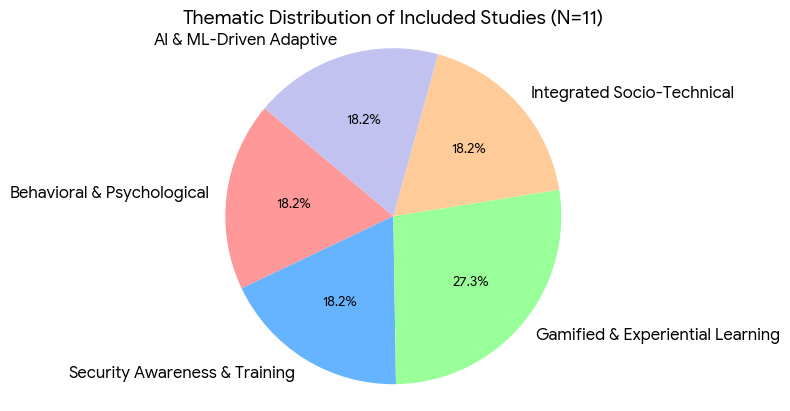 Thematic Distribution of Included Studies (N=11)
AI & ML-Driven Adaptive
Integrated Socio-Technical
18.2%
18.2%
Behavioral & Psychological
18.2%
27.3%
18.2%
Gamified & Experiential Learning
Security Awareness & Training